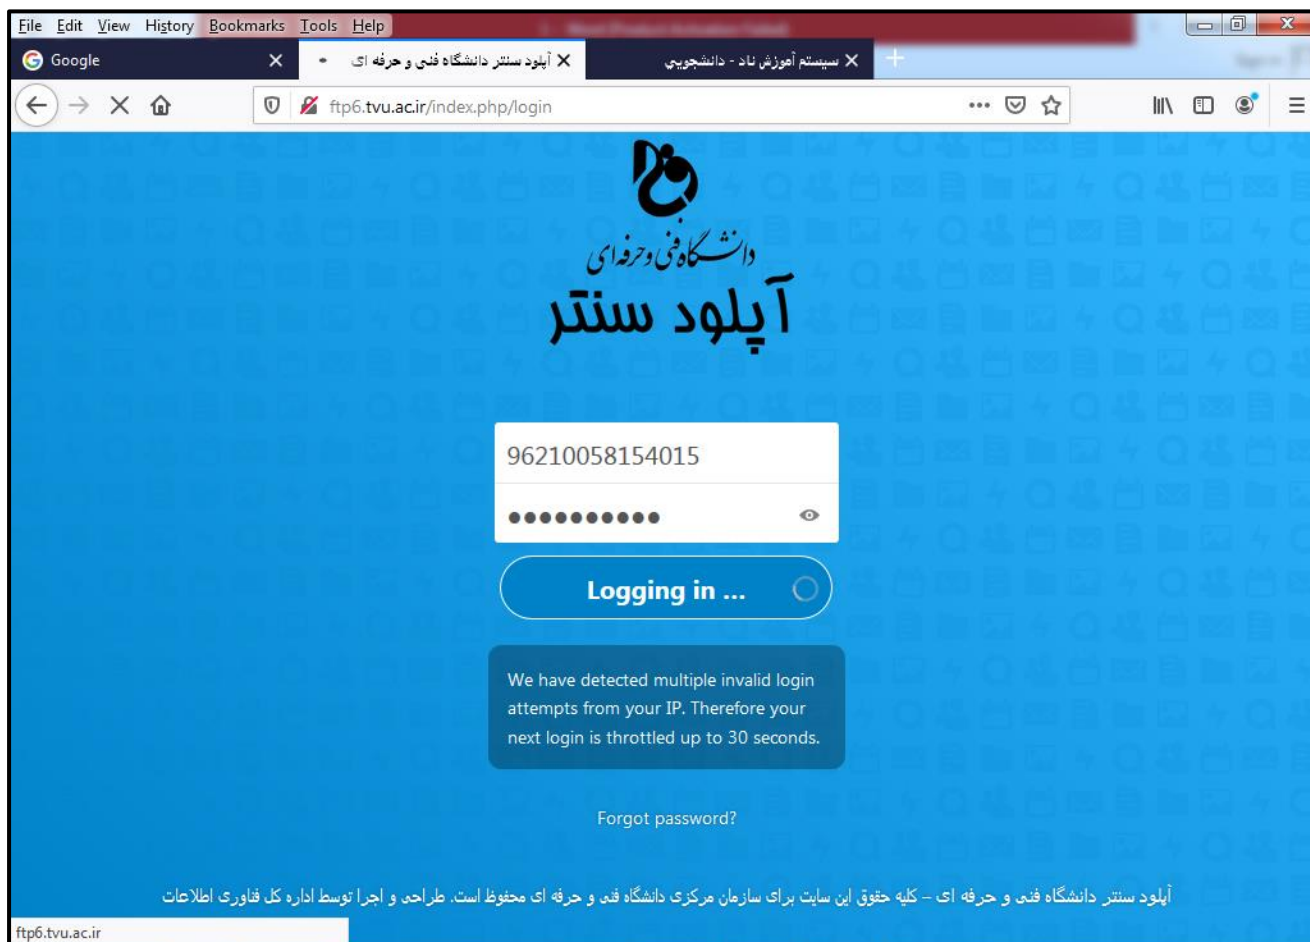 File Edit View History Bookmarks Tools Help
Google
آپلود سنتر دانشگاه فنی و حرفه ای
سیستم آموزش ناد - دانشجویی
ftp6.tvu.ac.ir/index.php/login
دانشگاه فنی و حرفه ای
آپلود سنتر
96210058154015
Logging in ...
We have detected multiple invalid login
attempts from your IP. Therefore your
next login is throttled up to 30 seconds.
Forgot password?
آپلود سنتر دانشگاه فنی و حرفه ای – کلیه حقوق این سایت برای سازمان مرکزی دانشگاه فنی و حرفه ای محفوظ است. طراحی و اجرا توسط اداره کل فناوری اطلاعات
ftp6.tvu.ac.ir